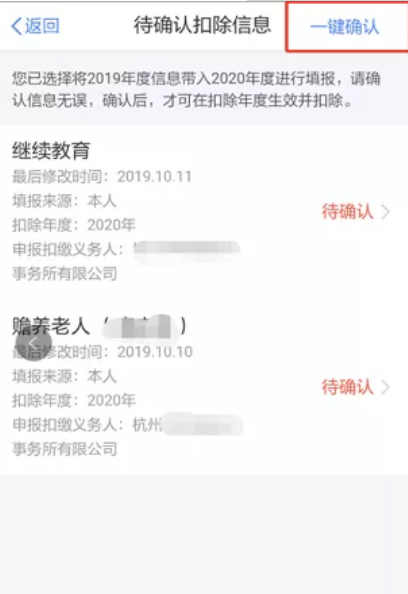 返回 待确认扣除信息 一键确认
您已选择将2019年度信息带入2020年度进行填报，请确
认信息无误，确认后，才可在扣除年度生效并扣除。
继续教育
最后修改时间：2019.10.11
填报来源：本人
待确认
扣除年度：2020年
申报扣缴义务人：
事务所有限公司
赡养老人（ ）
最后修改时间：2019.10.10
填报来源：本人
待确认
扣除年度：2020年
申报扣缴义务人：杭州
事务所有限公司